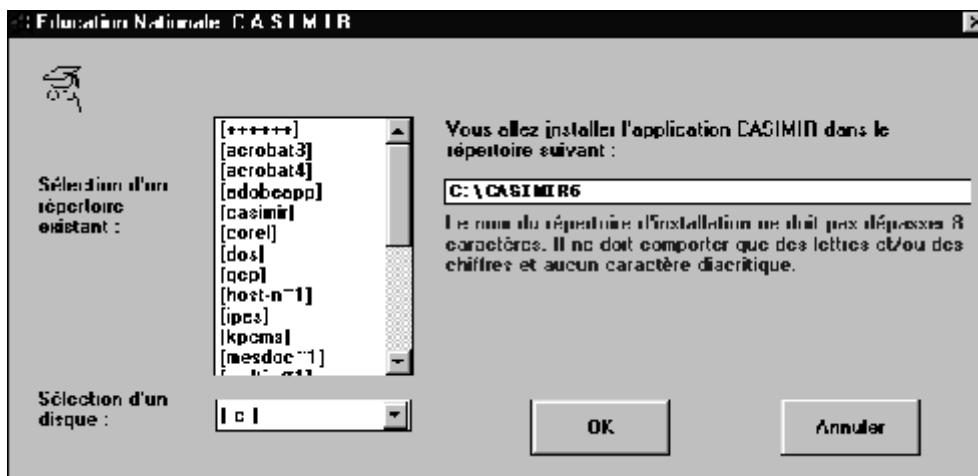 Education Nationale C A S I M I R
Sélection d'un
répertoire
existant :
[++++++]
[acrobat3]
[acrobat4]
[adobeapp]
[casimir]
[corel]
[dos]
[gcp]
[host-n~1]
[ipes]
[kpcms]
[mesdoc~1]
Vous allez installer l'application CASIMIR dans le
répertoire suivant :
C:\CASIMIR6
Le nom du répertoire d'installation ne doit pas dépasser 8
caractères. Il ne doit comporter que des lettres et/ou des
chiffres et aucun caractère diacritique.
Sélection d'un
disque :
[ c ]
OK
Annuler